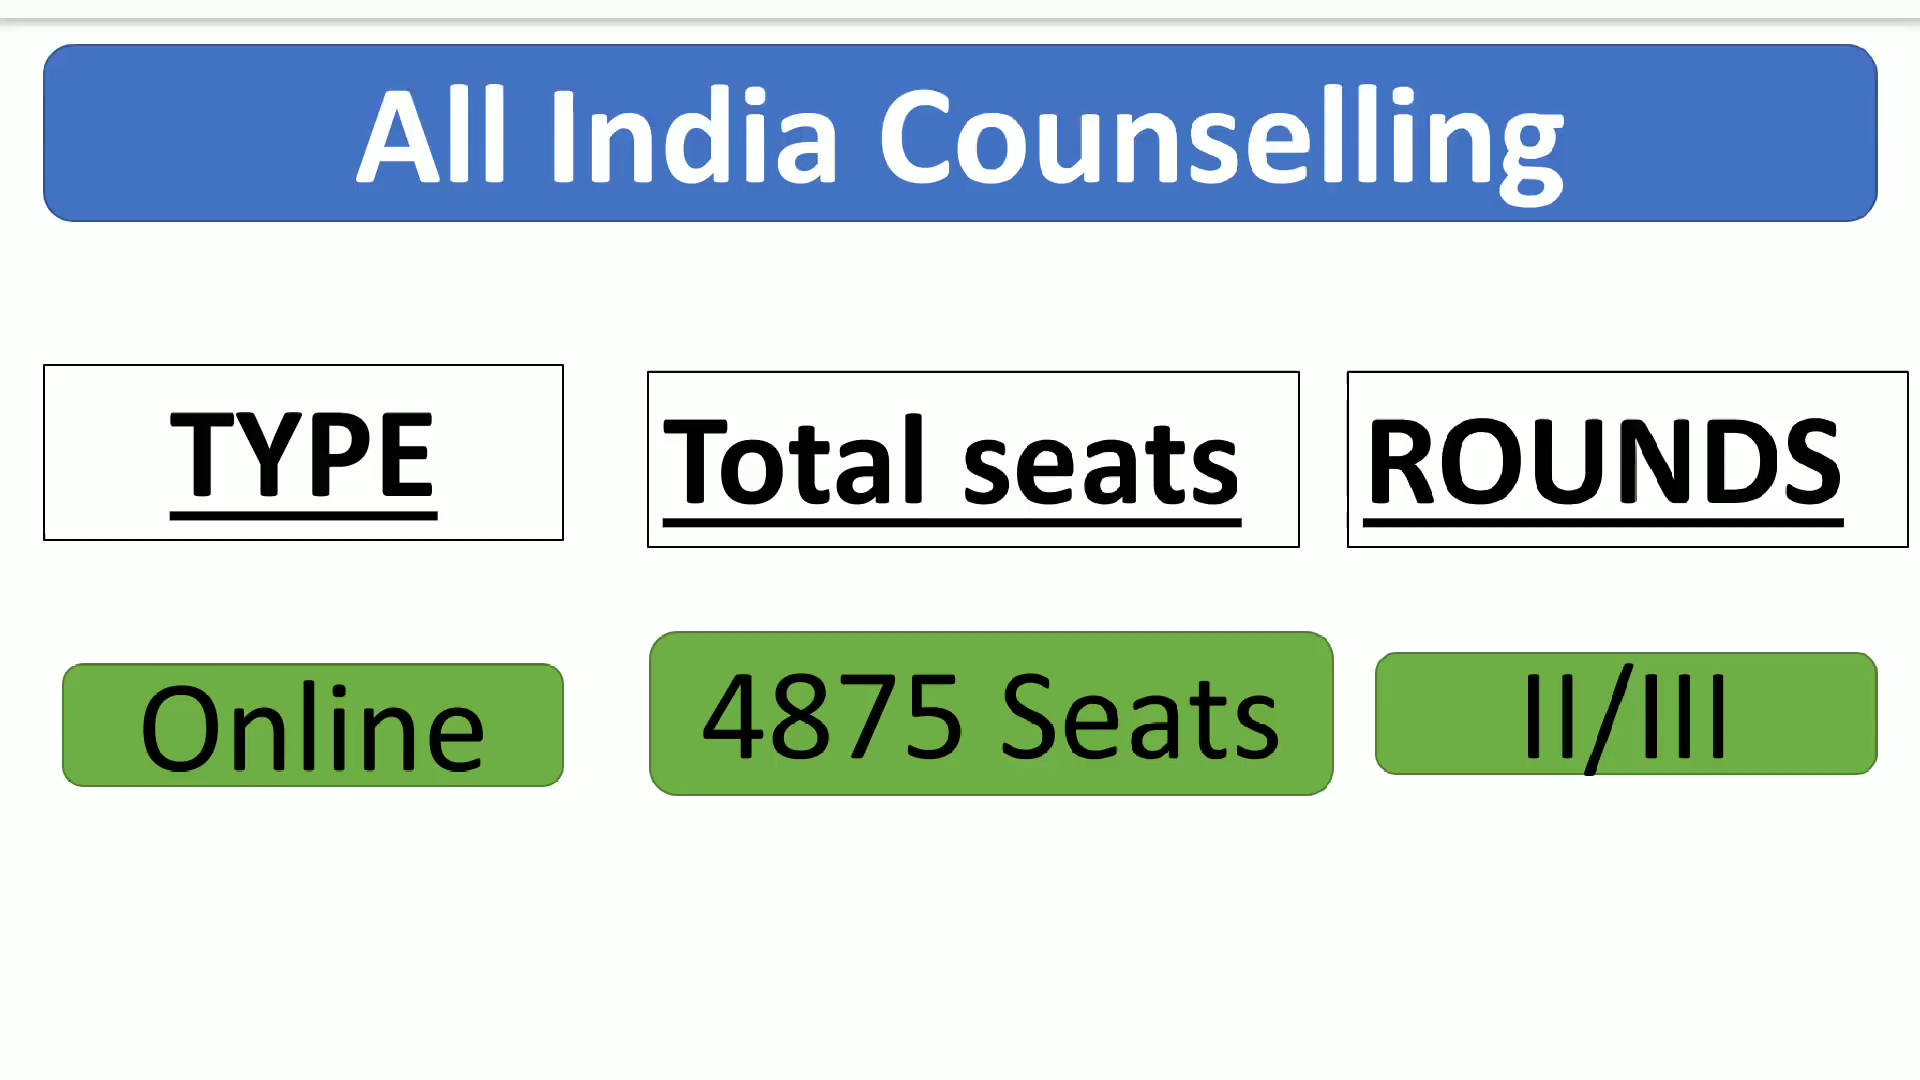 All India Counselling
TYPE
Total seats
ROUNDS
Online
4875 Seats
II/III